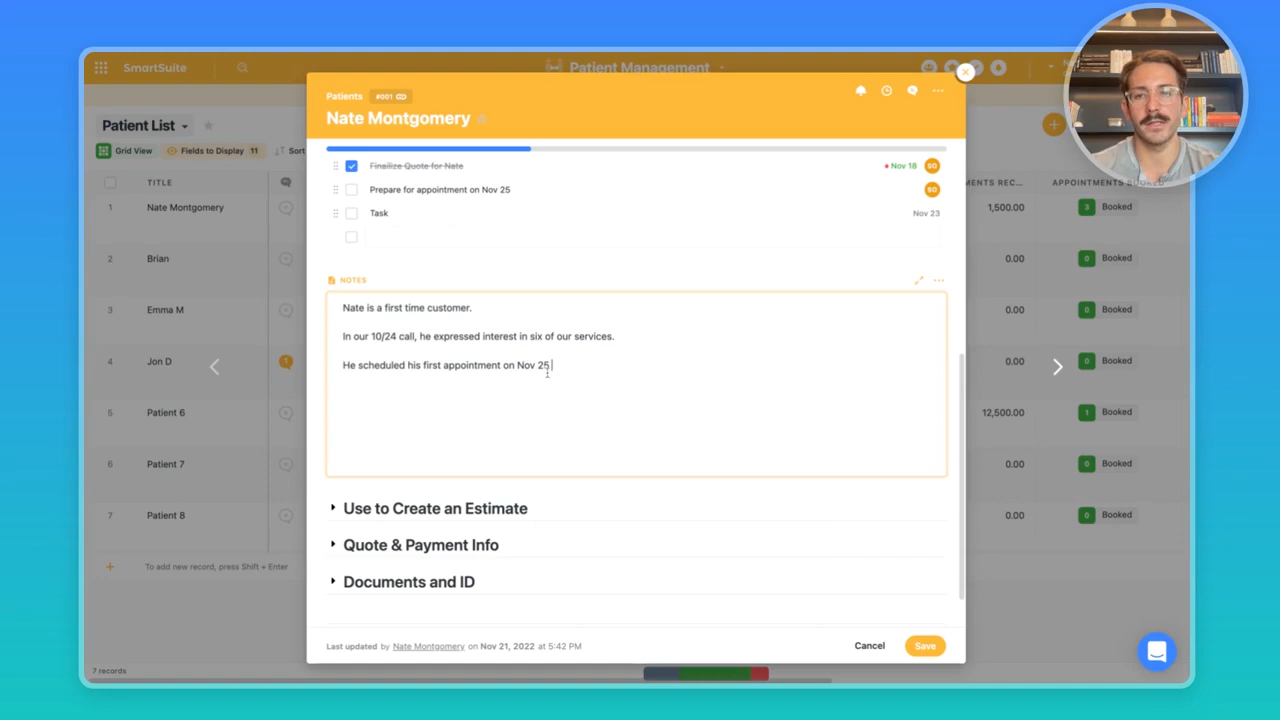 SmartSuite
Patient Management
Patient List
Grid View
Fields to Display 11
Sort
TITLE
MENTS REC...
APPOINTMENTS BOOKED
1 Nate Montgomery 1,500.00 3 Booked
2 Brian 0.00 0 Booked
3 Emma M 0.00 0 Booked
4 Jon D 1 0.00 0 Booked
5 Patient 6 12,500.00 1 Booked
6 Patient 7 0.00 0 Booked
7 Patient 8 0.00 0 Booked
To add new record, press Shift + Enter
7 records
Patients #001
Nate Montgomery
Finailize Quote for Nate Nov 18 SO
Prepare for appointment on Nov 25 SO
Task Nov 23
NOTES
Nate is a first time customer.
In our 10/24 call, he expressed interest in six of our services.
He scheduled his first appointment on Nov 25
Use to Create an Estimate
Quote & Payment Info
Documents and ID
Last updated by Nate Montgomery on Nov 21, 2022 at 5:42 PM
Cancel
Save